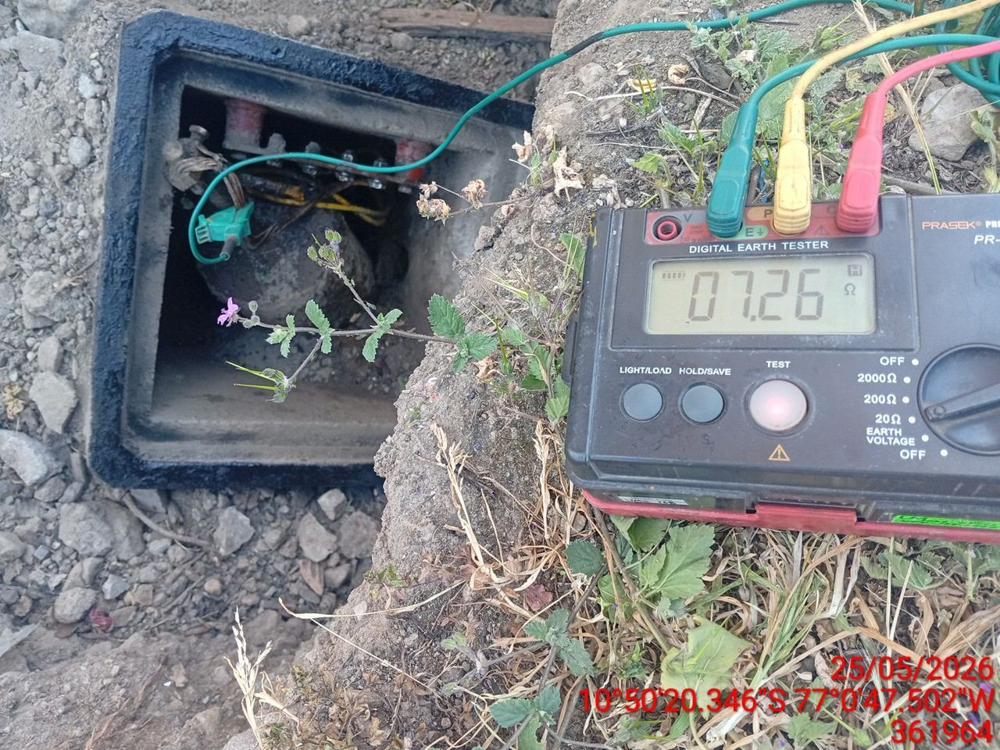 PRASEK® PRE
PR-
V
P
E
DIGITAL EARTH TESTER
07.26
H
Ω
LIGHT/LOAD
HOLD/SAVE
TEST
OFF
2000Ω
200Ω
20Ω
EARTH
VOLTAGE
OFF
25/05/2026
10°50'20.346"S 77°0'47.502"W
361964